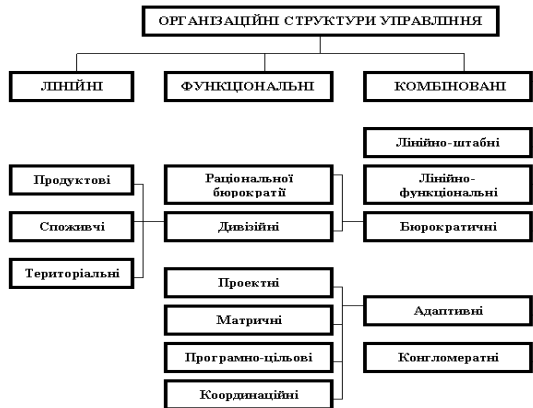 ОРГАНІЗАЦІЙНІ СТРУКТУРИ УПРАВЛІННЯ
ЛІНІЙНІ
ФУНКЦІОНАЛЬНІ
КОМБІНОВАНІ
Лінійно-штабні
Продуктові
Раціональної
бюрократії
Лінійно-
функціональні
Споживчі
Дивізійні
Бюрократичні
Територіальні
Проектні
Матричні
Адаптивні
Програмно-цільові
Конгломератні
Координаційні